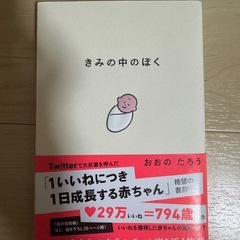 きみの中のぼく
Twitterで大反響を呼んだ
おおの たろう
「1いいねにつき
1日成長する赤ちゃん」
待望の
♥29万いいね=794歳